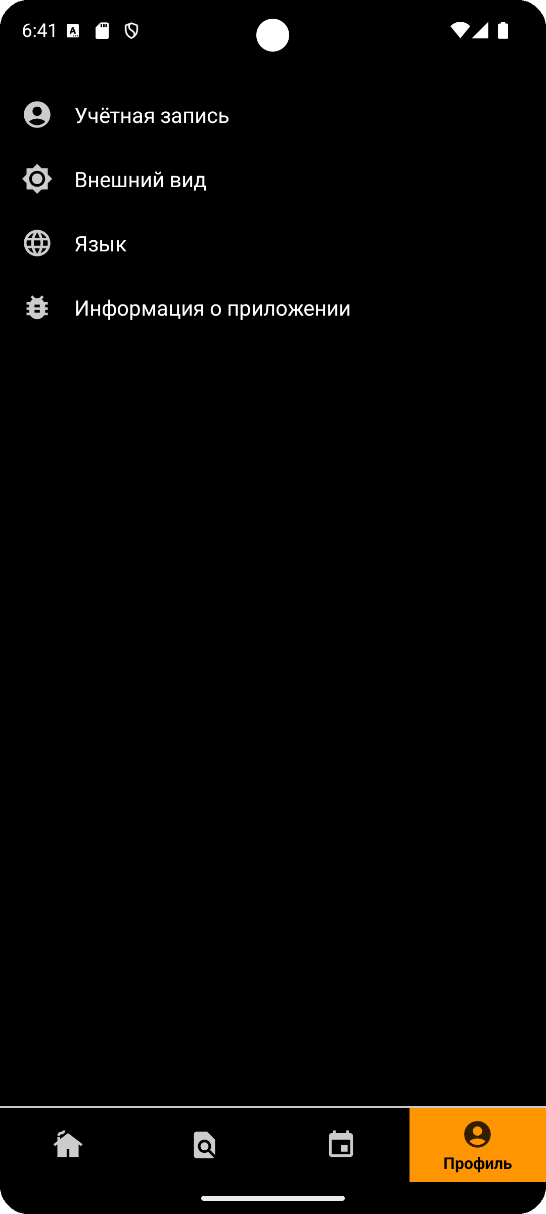 6:41
Учётная запись
Внешний вид
Язык
Информация о приложении
Профиль